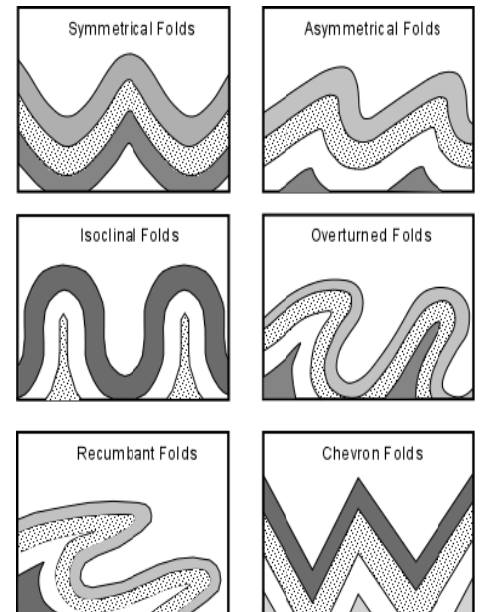 Symmetrical Folds
Asymmetrical Folds
Isoclinal Folds
Overturned Folds
Recumbant Folds
Chevron Folds